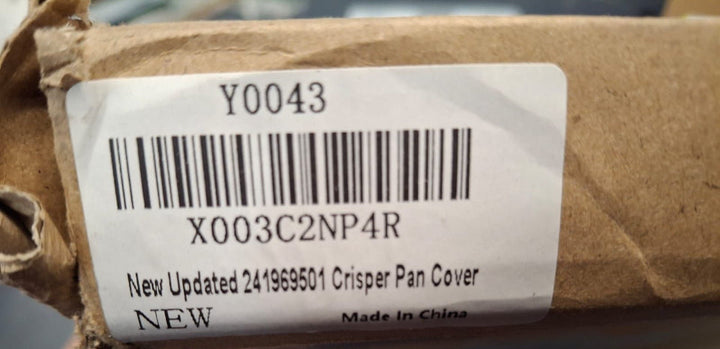 Y0043
X003C2NP4R
New Updated 241969501 Crisper Pan Cover
NEW Made In China